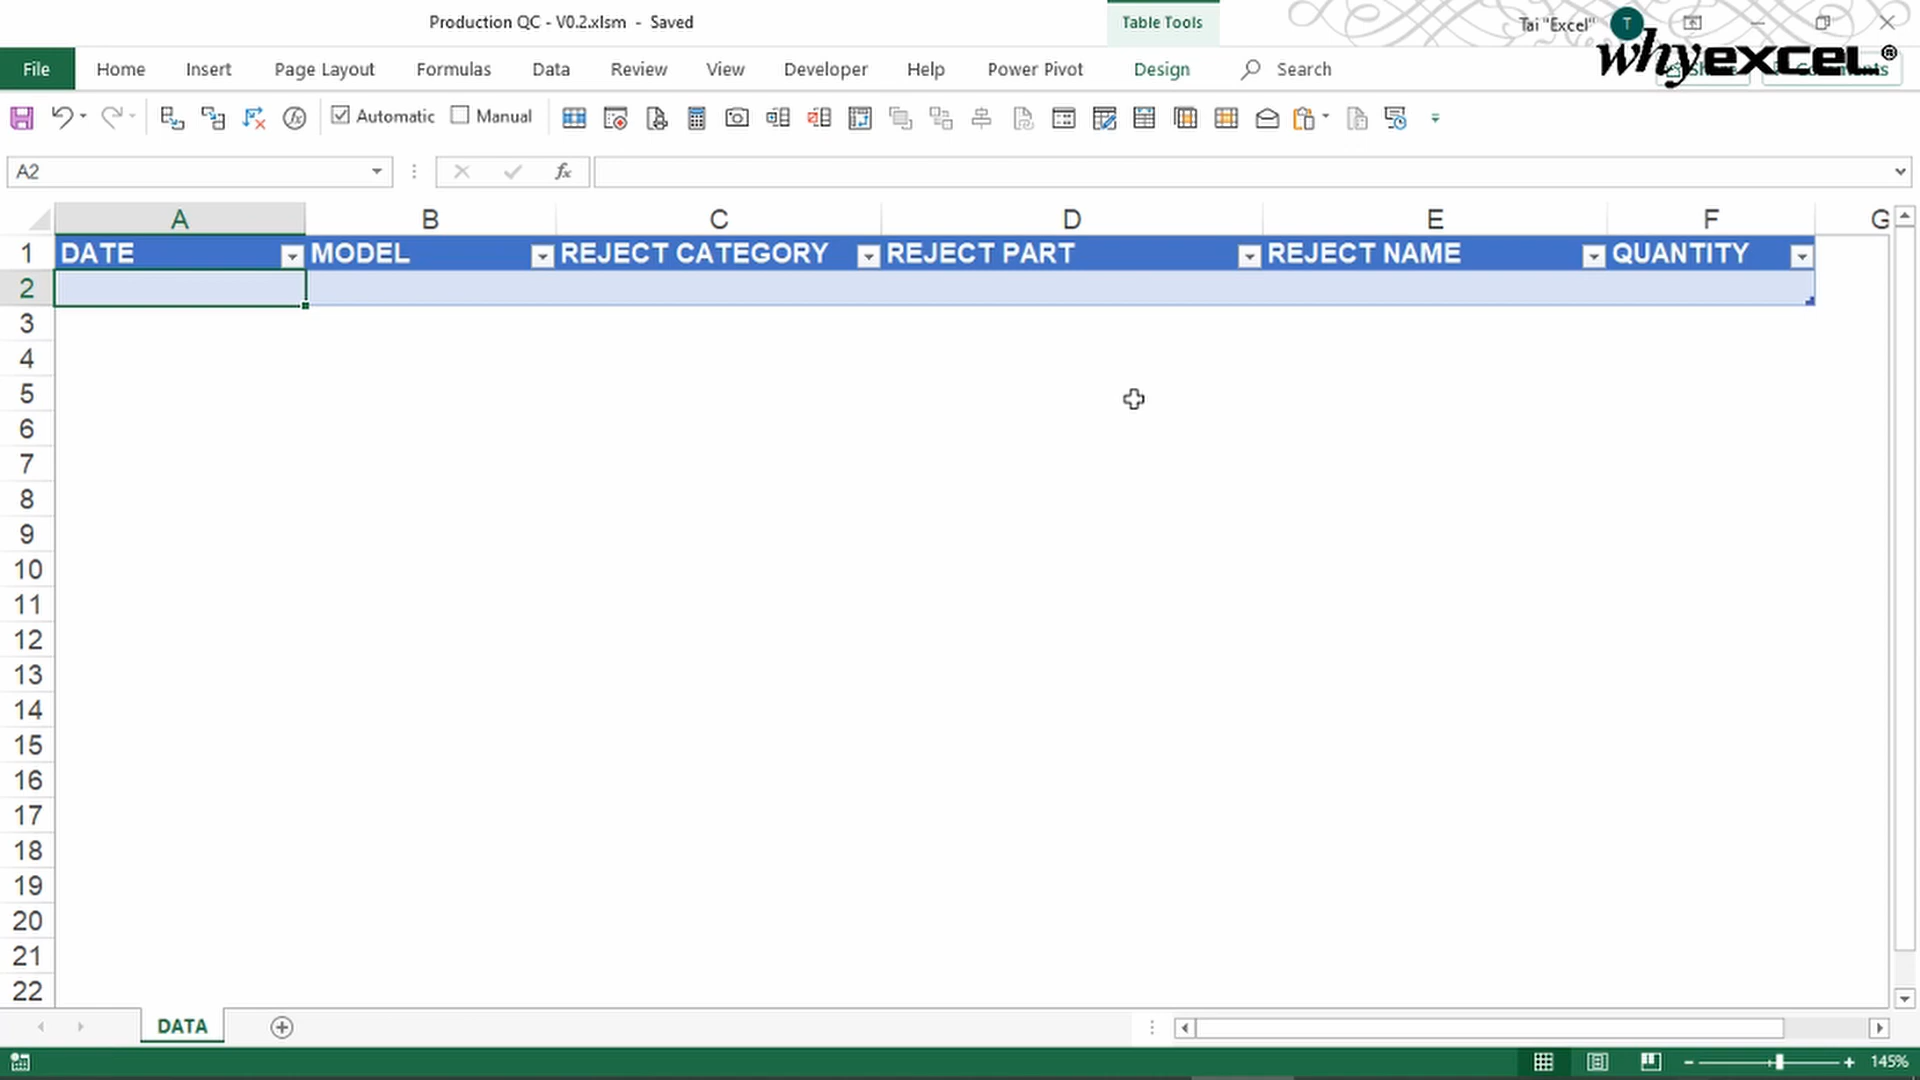 Production QC - V0.2.xlsm - Saved
Table Tools
Tai "Excel"
T
whyEXCEL®
File
Home
Insert
Page Layout
Formulas
Data
Review
View
Developer
Help
Power Pivot
Design
Search
Automatic
Manual
A2
fx
A B C D E F G
1 DATE MODEL REJECT CATEGORY REJECT PART REJECT NAME QUANTITY
2
3
4
5
6
7
8
9
10
11
12
13
14
15
16
17
18
19
20
21
22
DATA
145%